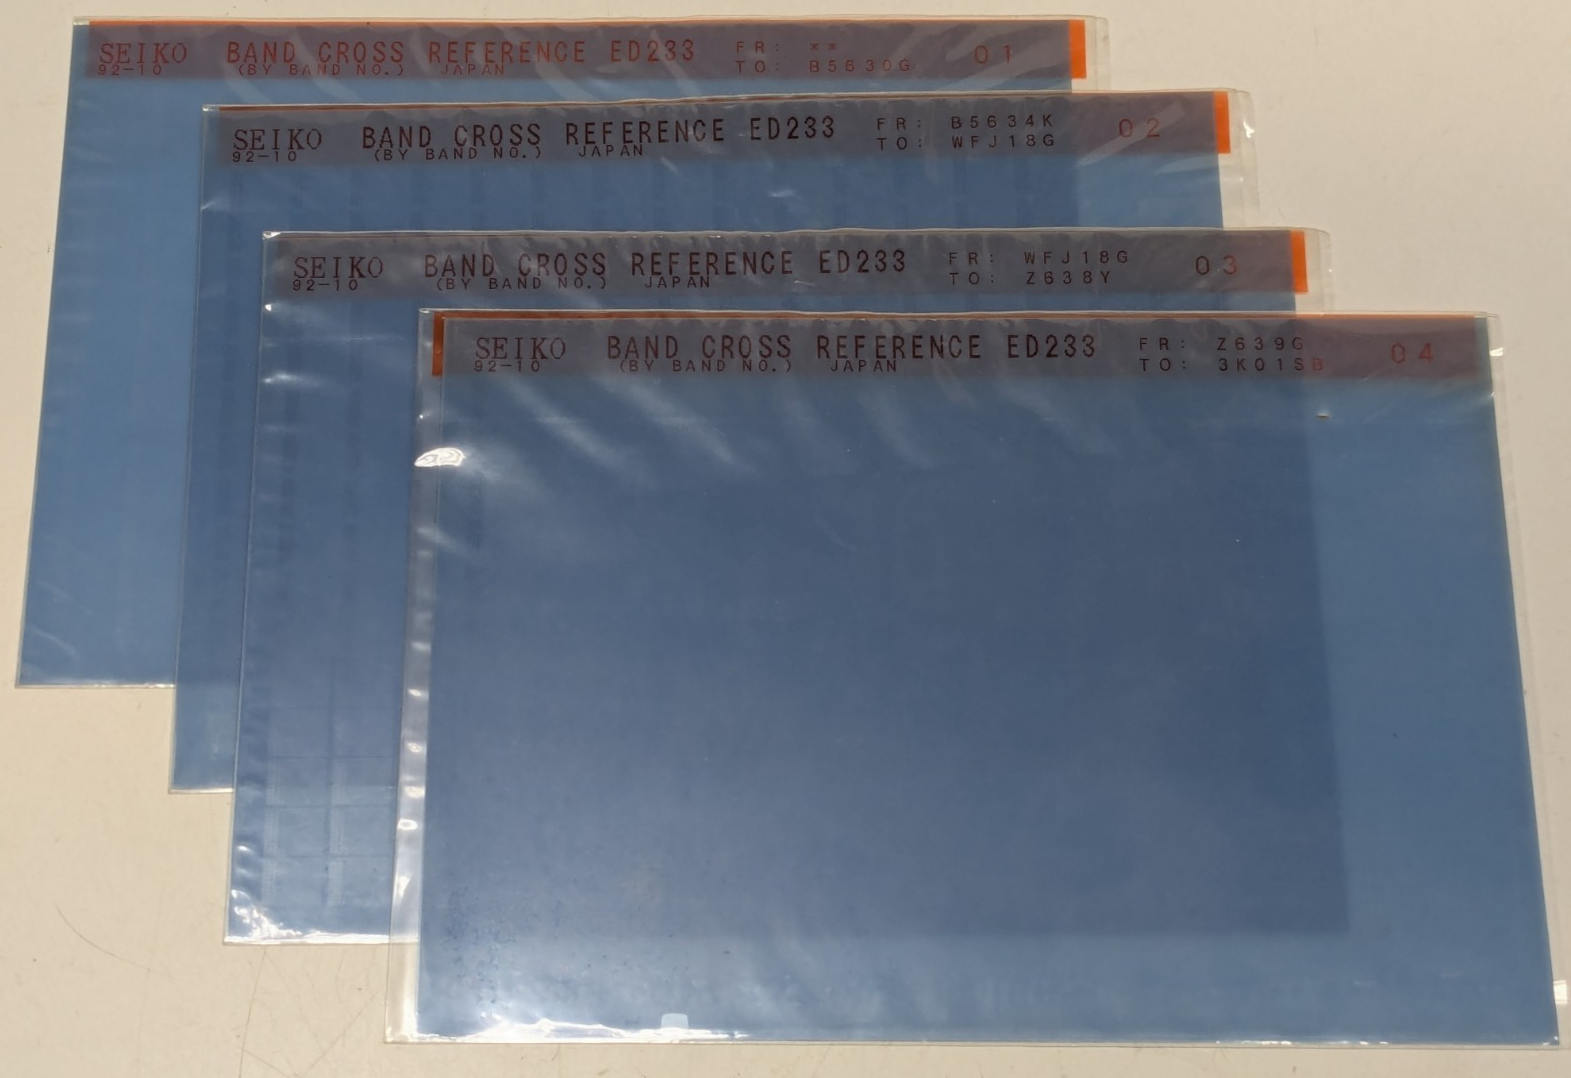 SEIKO BAND CROSS REFERENCE ED233 FR: ** 01
92-10 (BY BAND NO.) JAPAN TO: B5630G
SEIKO BAND CROSS REFERENCE ED233 FR: B5634K 02
92-10 (BY BAND NO.) JAPAN TO: WFJ18G
SEIKO BAND CROSS REFERENCE ED233 FR: WFJ18G 03
92-10 (BY BAND NO.) JAPAN TO: Z638Y
SEIKO BAND CROSS REFERENCE ED233 FR: Z639G 04
92-10 (BY BAND NO.) JAPAN TO: 3K01SB